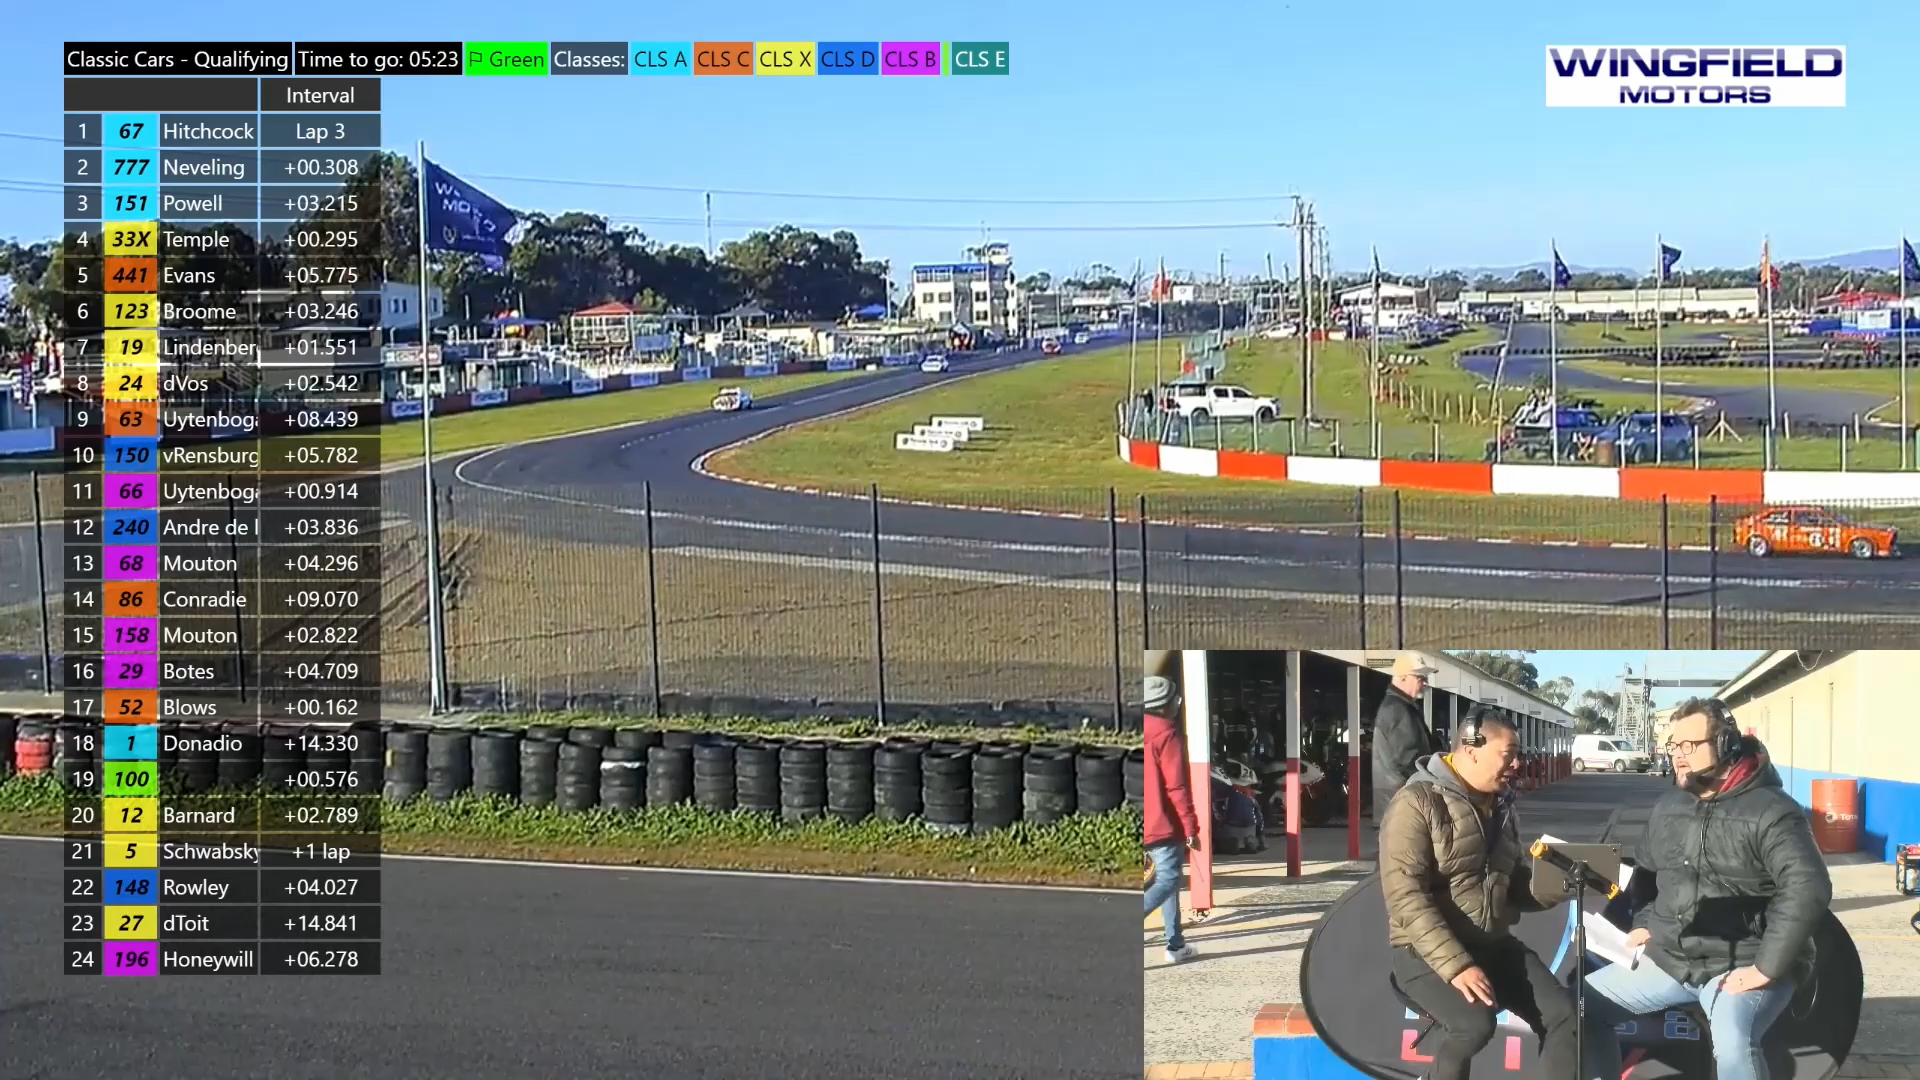 Classic Cars - Qualifying Time to go: 05:23 Green Classes: CLS A CLS C CLS X CLS D CLS B CLS E
WINGFIELD
MOTORS
Interval
1 67 Hitchcock Lap 3
2 777 Neveling +00.308
3 151 Powell +03.215
4 33X Temple +00.295
5 441 Evans +05.775
6 123 Broome +03.246
7 19 Lindenber +01.551
8 24 dVos +02.542
9 63 Uytenboga +08.439
10 150 vRensburg +05.782
11 66 Uytenboga +00.914
12 240 Andre de l +03.836
13 68 Mouton +04.296
14 86 Conradie +09.070
15 158 Mouton +02.822
16 29 Botes +04.709
17 52 Blows +00.162
18 1 Donadio +14.330
19 100 +00.576
20 12 Barnard +02.789
21 5 Schwabsky +1 lap
22 148 Rowley +04.027
23 27 dToit +14.841
24 196 Honeywill +06.278